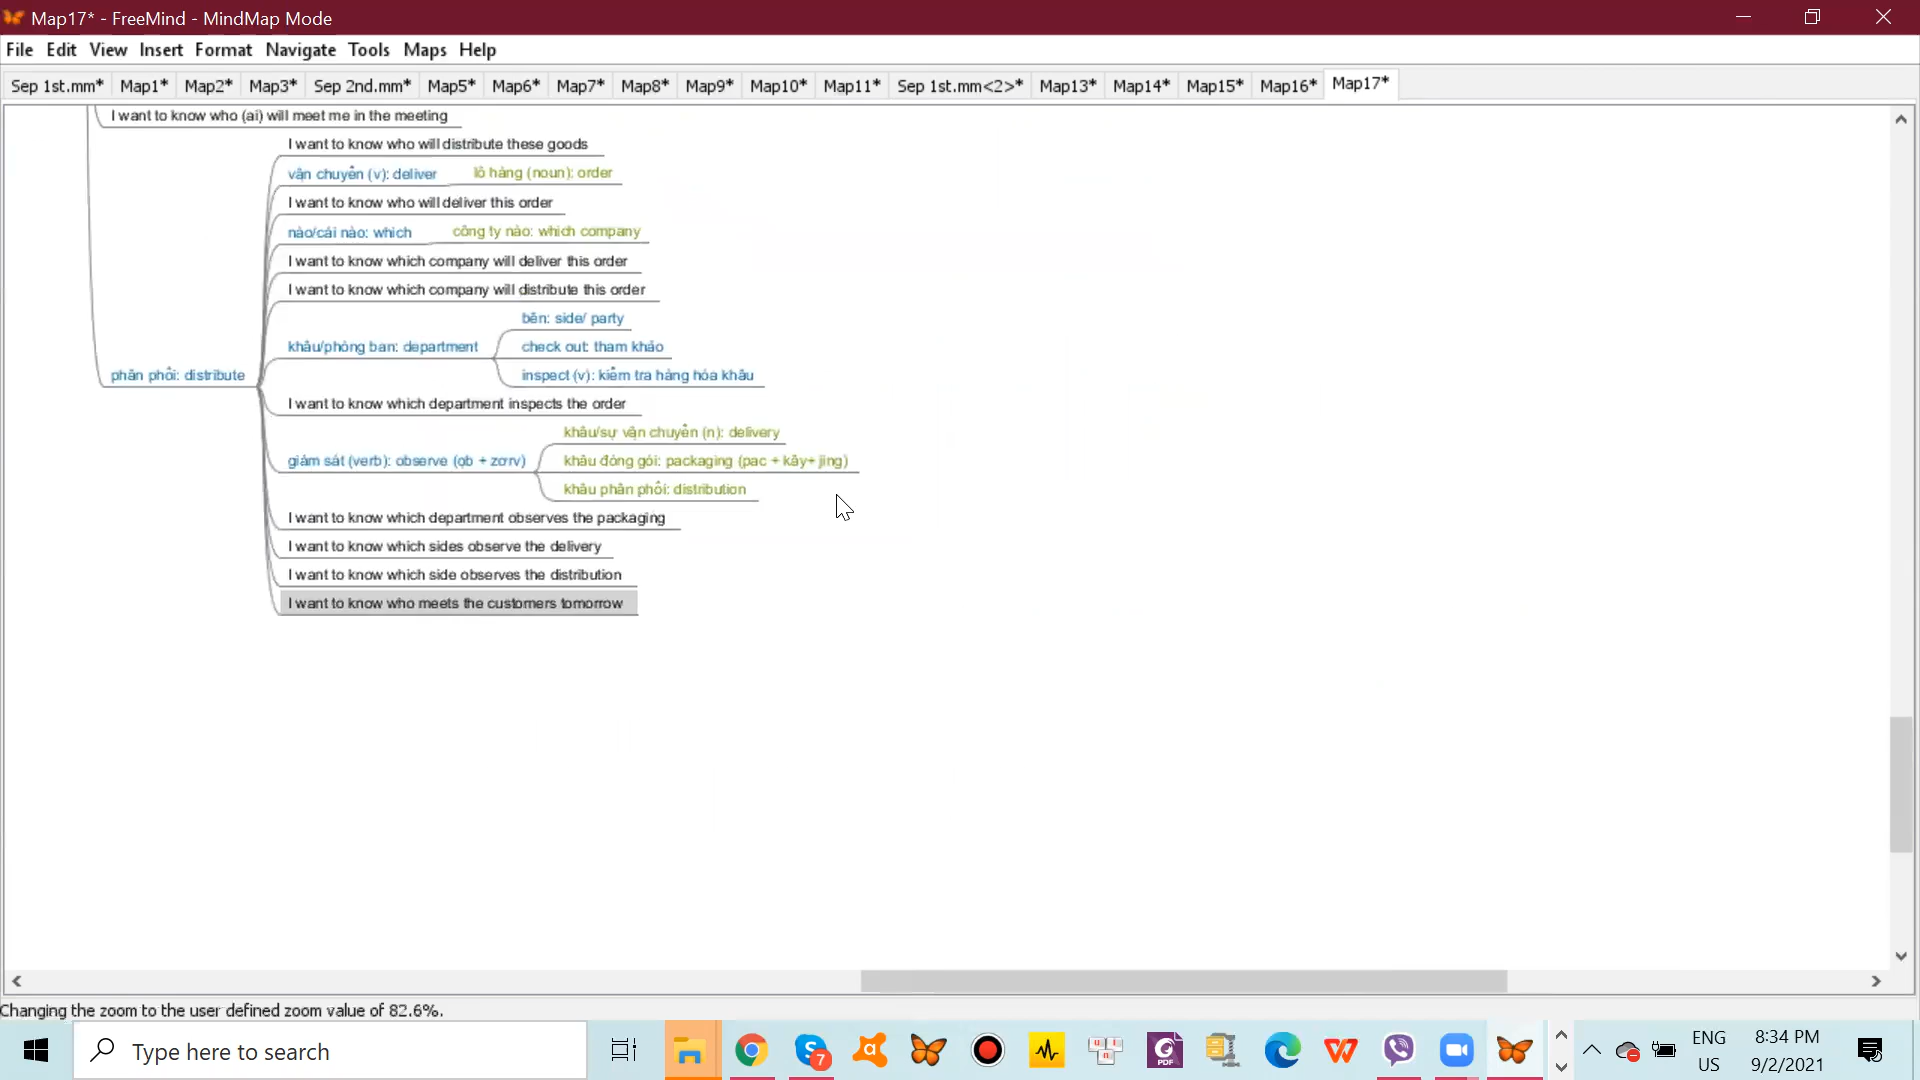 Map17* - FreeMind - MindMap Mode
File Edit View Insert Format Navigate Tools Maps Help
Sep 1st.mm* Map1* Map2* Map3* Sep 2nd.mm* Map5* Map6* Map7* Map8* Map9* Map10* Map11* Sep 1st.mm<2>* Map13* Map14* Map15* Map16* Map17*
I want to know who (ai) will meet me in the meeting
I want to know who will distribute these goods
vận chuyển (v): deliver lô hàng (noun): order
I want to know who will deliver this order
nào/cái nào: which công ty nào: which company
I want to know which company will deliver this order
I want to know which company will distribute this order
bên: side/ party
khâu/phòng ban: department check out: tham khảo
phân phối: distribute inspect (v): kiểm tra hàng hóa khâu
I want to know which department inspects the order
khâu/sự vận chuyển (n): delivery
giám sát (verb): observe (ọb + zơrv) khâu đóng gói: packaging (pac + kây+ jing)
khâu phân phối: distribution
I want to know which department observes the packaging
I want to know which sides observe the delivery
I want to know which side observes the distribution
I want to know who meets the customers tomorrow
Changing the zoom to the user defined zoom value of 82.6%.
Type here to search
7
ENG
US
8:34 PM
9/2/2021